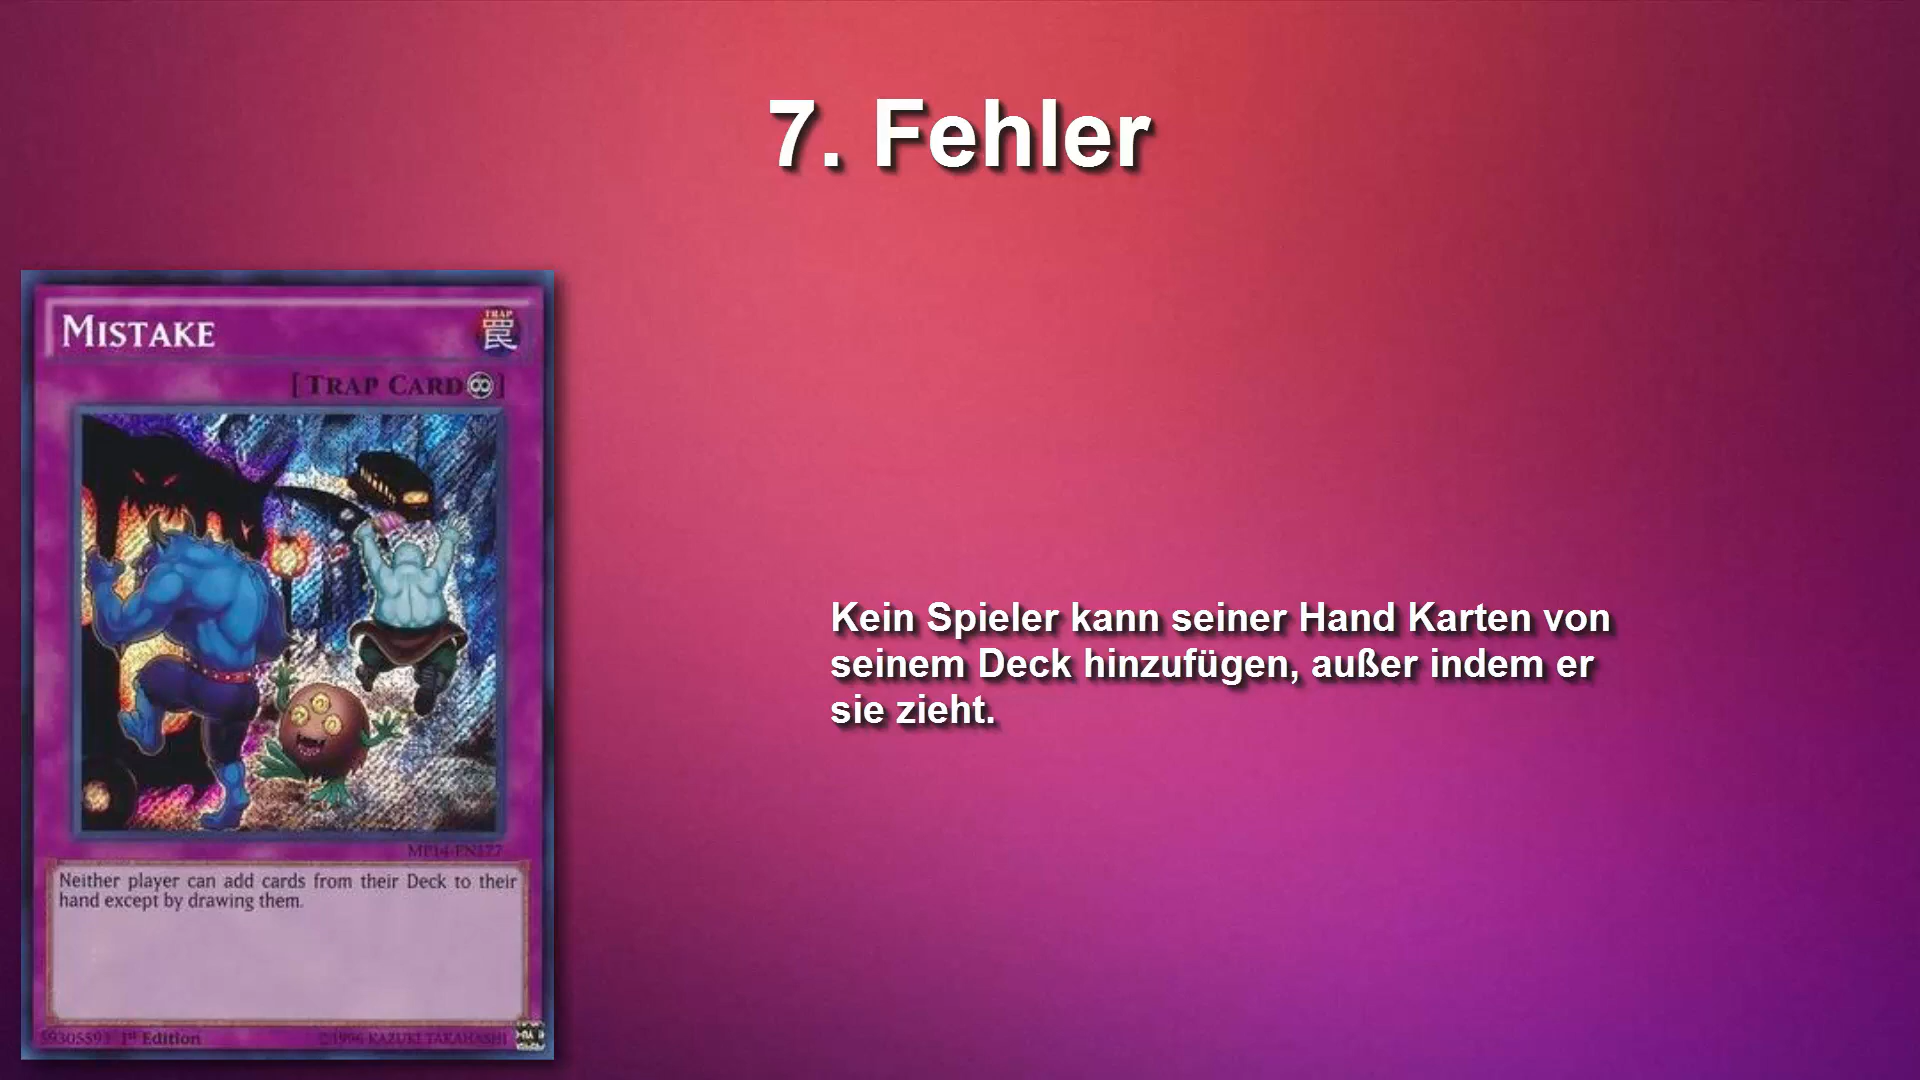 7. Fehler
MISTAKE
TRAP
罠
[TRAP CARD]
Kein Spieler kann seiner Hand Karten von
seinem Deck hinzufügen, außer indem er
sie zieht.
MP14-EN177
Neither player can add cards from their Deck to their
hand except by drawing them.
59305593 1st Edition
©1996 KAZUKI TAKAHASHI